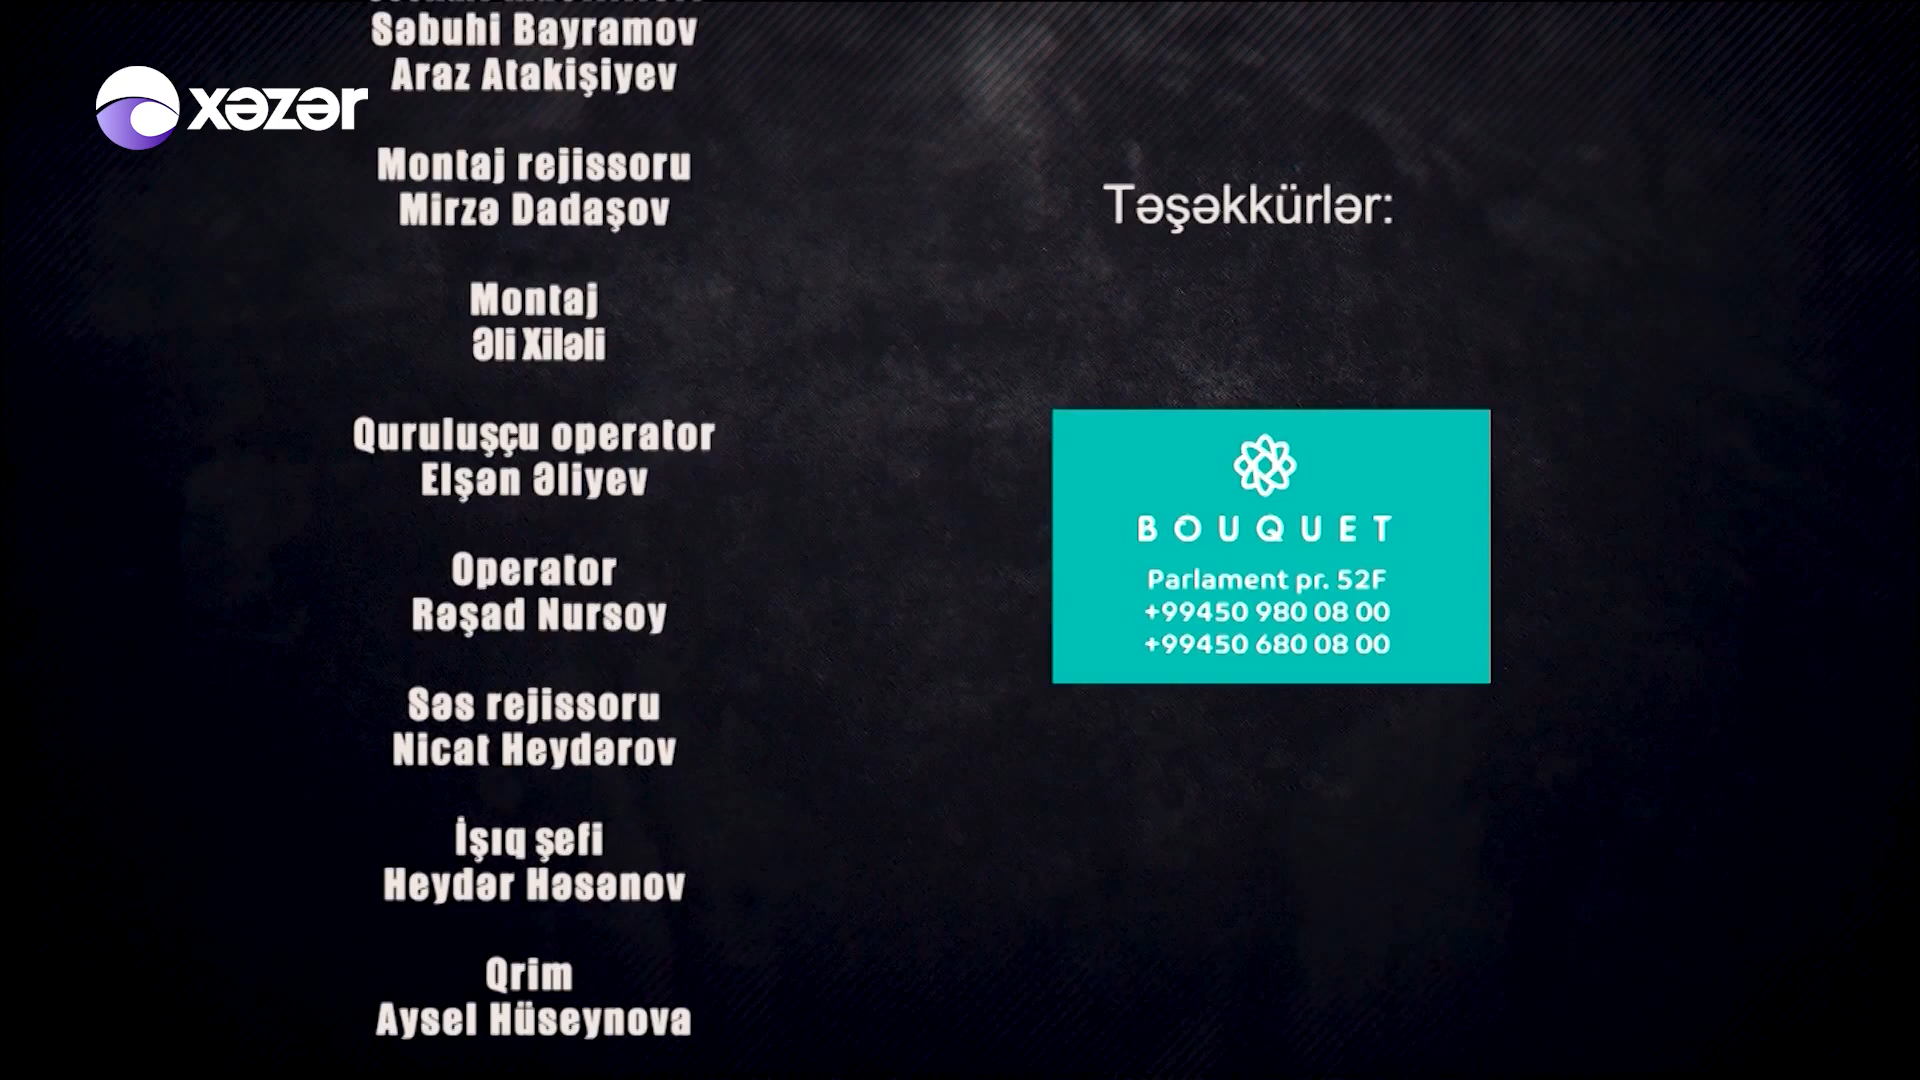 Səbuhi Bayramov
Araz Atakişiyev
xəzər
Montaj rejissoru
Mirzə Dadaşov
Montaj
Əli Xiləli
Quruluşçu operator
Elşən Əliyev
Operator
Rəşad Nursoy
Səs rejissoru
Nicat Heydərov
İşıq şefi
Heydər Həsənov
Qrim
Aysel Hüseynova
Təşəkkürlər:
BOUQUET
Parlament pr. 52F
+99450 980 08 00
+99450 680 08 00